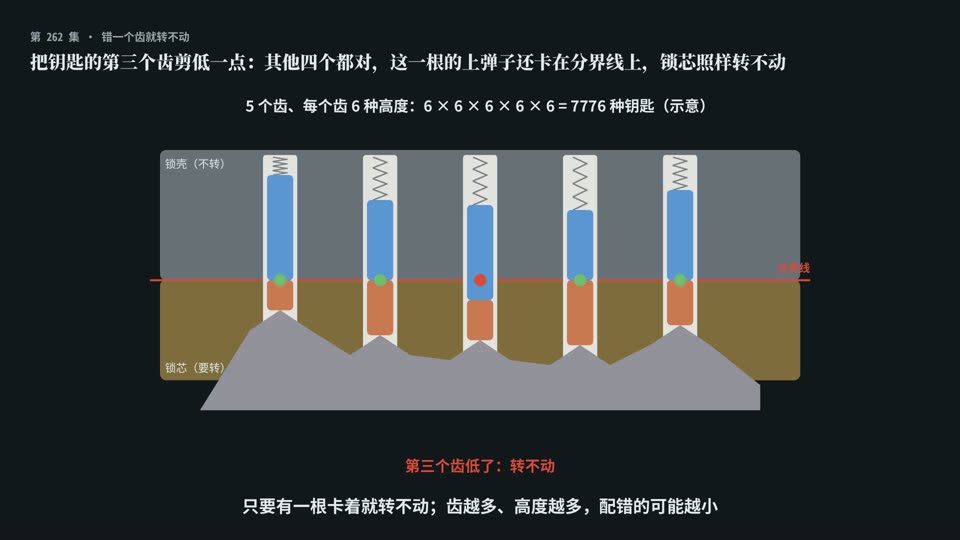 第 262 集 · 错一个齿就转不动
把钥匙的第三个齿剪低一点：其他四个都对，这一根的上弹子还卡在分界线上，锁芯照样转不动
5 个齿、每个齿 6 种高度：6 × 6 × 6 × 6 × 6 = 7776 种钥匙（示意）
锁壳（不转）
分界线
锁芯（要转）
第三个齿低了：转不动
只要有一根卡着就转不动；齿越多、高度越多，配错的可能越小